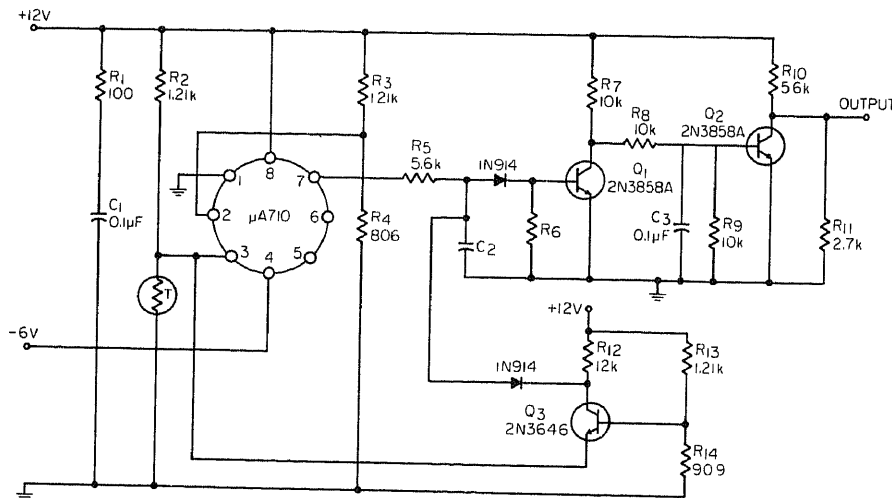 +12V
R1
100
R2
1.21k
R3
1.21k
R7
10k
R10
5.6k
OUTPUT
Q2
2N3858A
R8
10k
R5
5.6k
1N914
Q1
2N3858A
8
1
7
μA710
2
6
3
5
4
C1
0.1μF
R4
806
R6
C2
C3
0.1μF
R9
10k
R11
2.7k
T
-6V
+12V
R12
12k
R13
1.21k
1N914
Q3
2N3646
R14
909